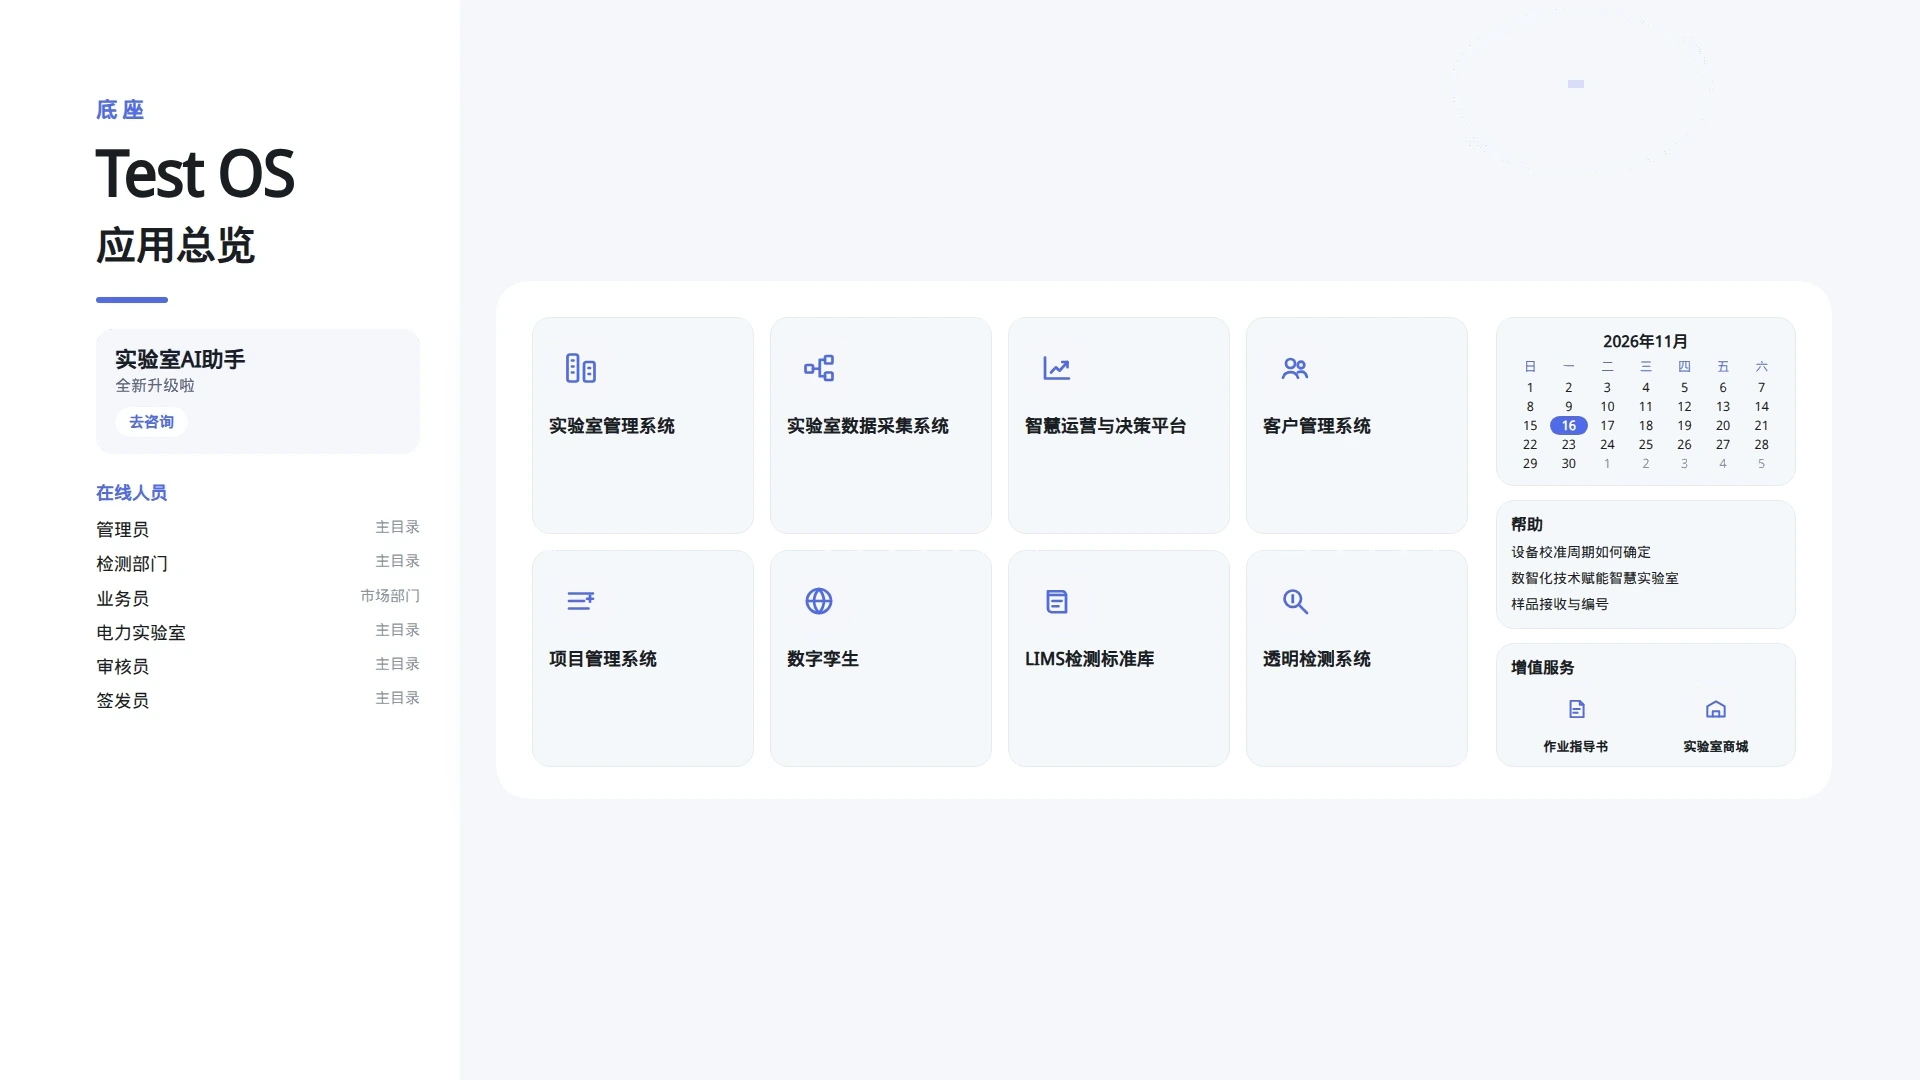 底座
Test OS
应用总览
实验室AI助手
全新升级啦
去咨询
在线人员
管理员 主目录
检测部门 主目录
业务员 市场部门
电力实验室 主目录
审核员 主目录
签发员 主目录
实验室管理系统
实验室数据采集系统
智慧运营与决策平台
客户管理系统
项目管理系统
数字孪生
LIMS检测标准库
透明检测系统
2026年11月
日 一 二 三 四 五 六
1 2 3 4 5 6 7
8 9 10 11 12 13 14
15 16 17 18 19 20 21
22 23 24 25 26 27 28
29 30 1 2 3 4 5
帮助
设备校准周期如何确定
数智化技术赋能智慧实验室
样品接收与编号
增值服务
作业指导书 实验室商城